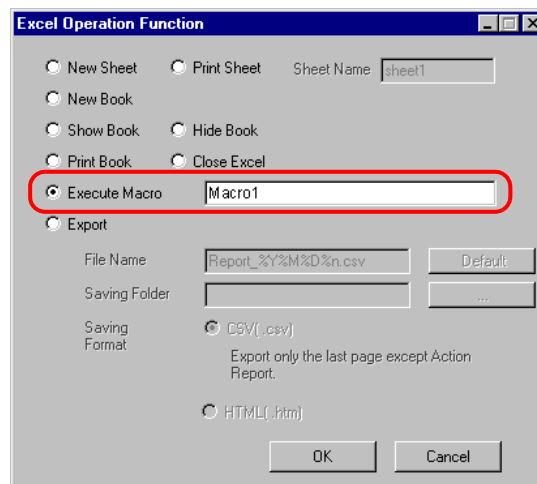 Excel Operation Function
New Sheet Print Sheet Sheet Name sheet1
New Book
Show Book Hide Book
Print Book Close Excel
Execute Macro Macro1
Export
File Name Report_%Y%M%D%n.csv Default
Saving Folder ...
Saving Format CSV( .csv)
Export only the last page except Action
Report.
HTML( .htm)
OK Cancel